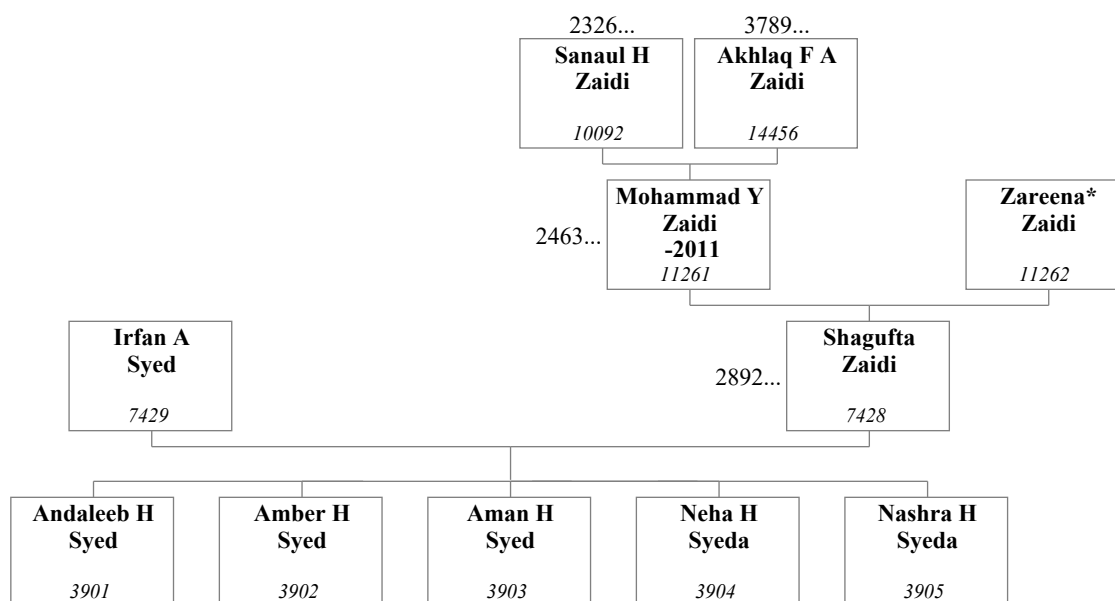 2326...
3789...
Sanaul H
Zaidi
10092
Akhlaq F A
Zaidi
14456
2463...
Mohammad Y
Zaidi
-2011
11261
Zareena*
Zaidi
11262
Irfan A
Syed
7429
2892...
Shagufta
Zaidi
7428
Andaleeb H
Syed
3901
Amber H
Syed
3902
Aman H
Syed
3903
Neha H
Syeda
3904
Nashra H
Syeda
3905